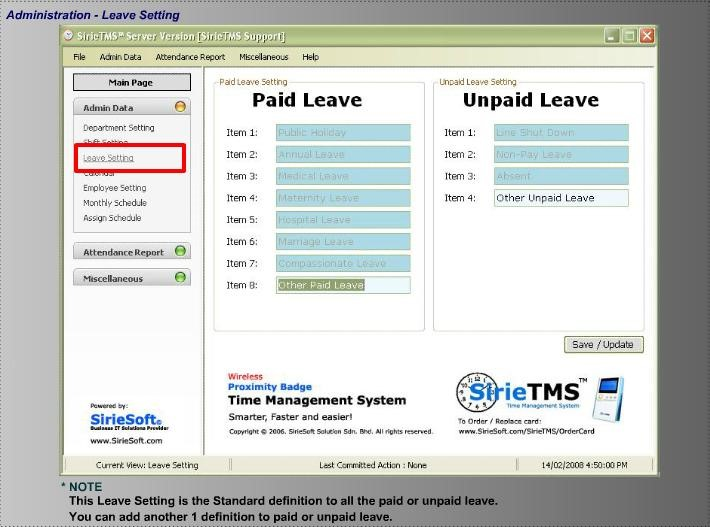 Administration - Leave Setting
SirieTMS™ Server Version [SirieTMS Support]
File Admin Data Attendance Report Miscellaneous Help
Main Page
Admin Data
Department Setting
Shift Setting
Leave Setting
Calendar
Employee Setting
Monthly Schedule
Assign Schedule
Attendance Report
Miscellaneous
Powered by:
SirieSoft®
Business IT Solutions Provider
www.SirieSoft.com
Paid Leave Setting
Paid Leave
Item 1: Public Holiday
Item 2: Annual Leave
Item 3: Medical Leave
Item 4: Maternity Leave
Item 5: Hospital Leave
Item 6: Marriage Leave
Item 7: Compassionate Leave
Item 8: Other Paid Leave
Unpaid Leave Setting
Unpaid Leave
Item 1: Line Shut Down
Item 2: Non-Pay Leave
Item 3: Absent
Item 4: Other Unpaid Leave
Save / Update
Wireless
Proximity Badge
Time Management System
Smarter, Faster and easier!
Copyright © 2006. SirieSoft Solution Sdn. Bhd. All rights reserved.
SirieTMS™
Time Management System
To Order / Replace card:
www.SirieSoft.com/SirieTMS/OrderCard
Current View: Leave Setting Last Committed Action : None 14/02/2008 4:50:00 PM
* NOTE
This Leave Setting is the Standard definition to all the paid or unpaid leave.
You can add another 1 definition to paid or unpaid leave.